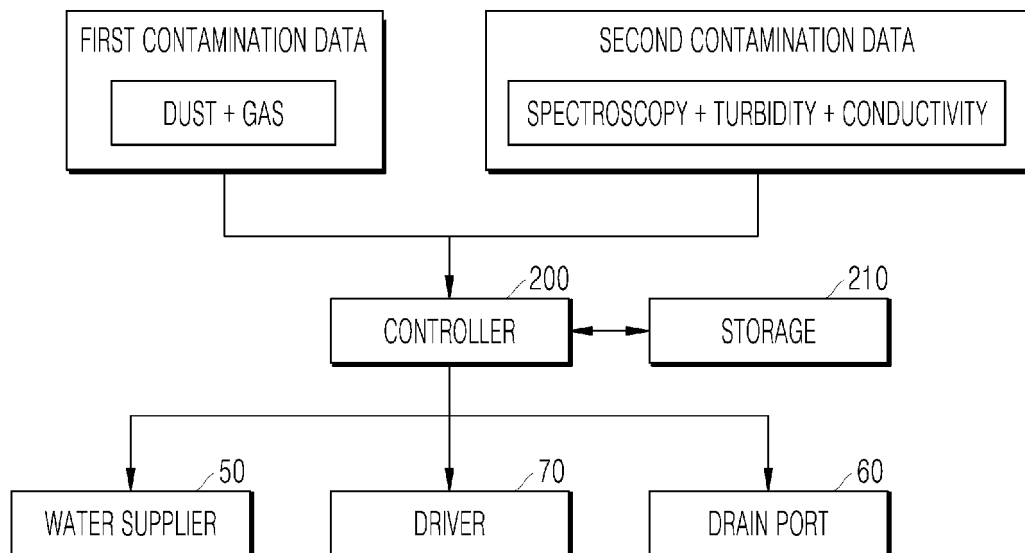 FIRST CONTAMINATION DATA
DUST + GAS
SECOND CONTAMINATION DATA
SPECTROSCOPY + TURBIDITY + CONDUCTIVITY
200
CONTROLLER
210
STORAGE
50
WATER SUPPLIER
70
DRIVER
60
DRAIN PORT